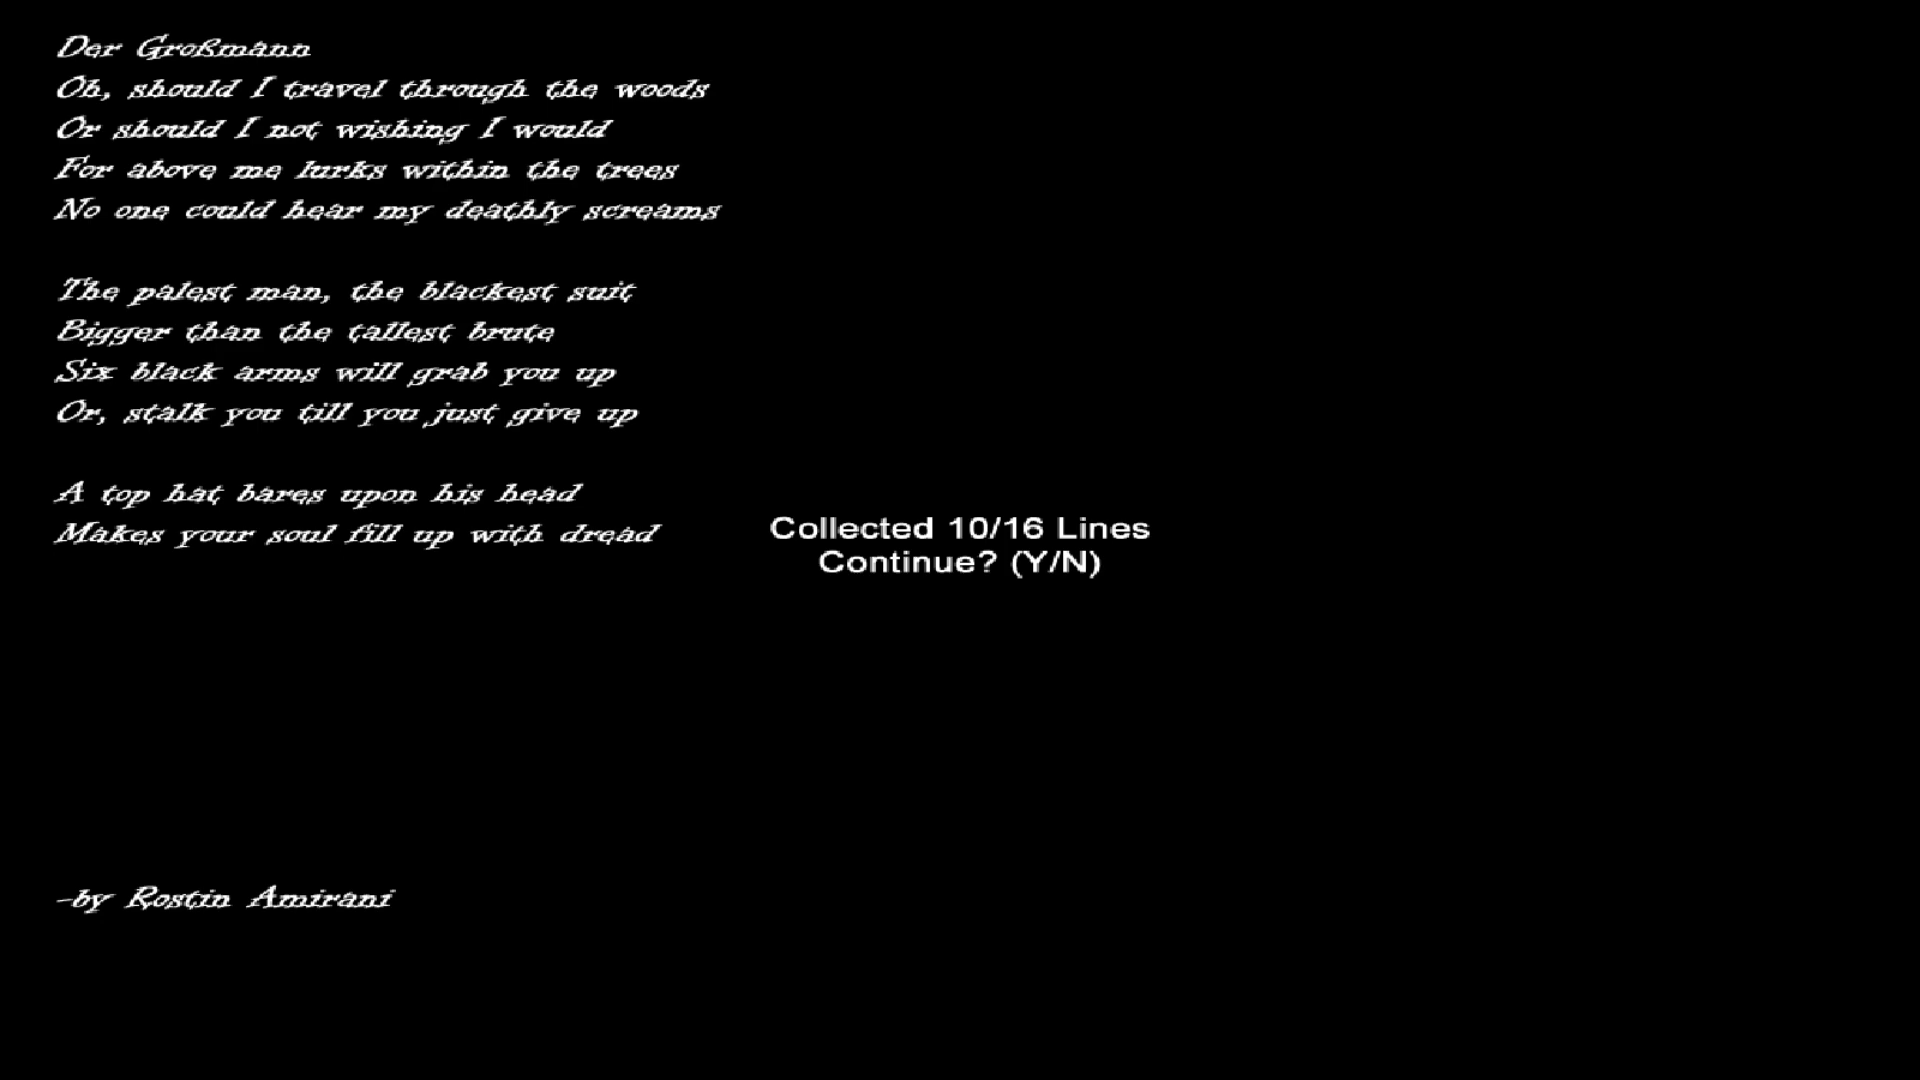 Der Großmann
Oh, should I travel through the woods
Or should I not wishing I would
For above me lurks within the trees
No one could hear my deathly screams
The palest man, the blackest suit
Bigger than the tallest brute
Six black arms will grab you up
Or, stalk you till you just give up
A top hat bares upon his head
Makes your soul fill up with dread
Collected 10/16 Lines
Continue? (Y/N)
-by Rostin Amirani